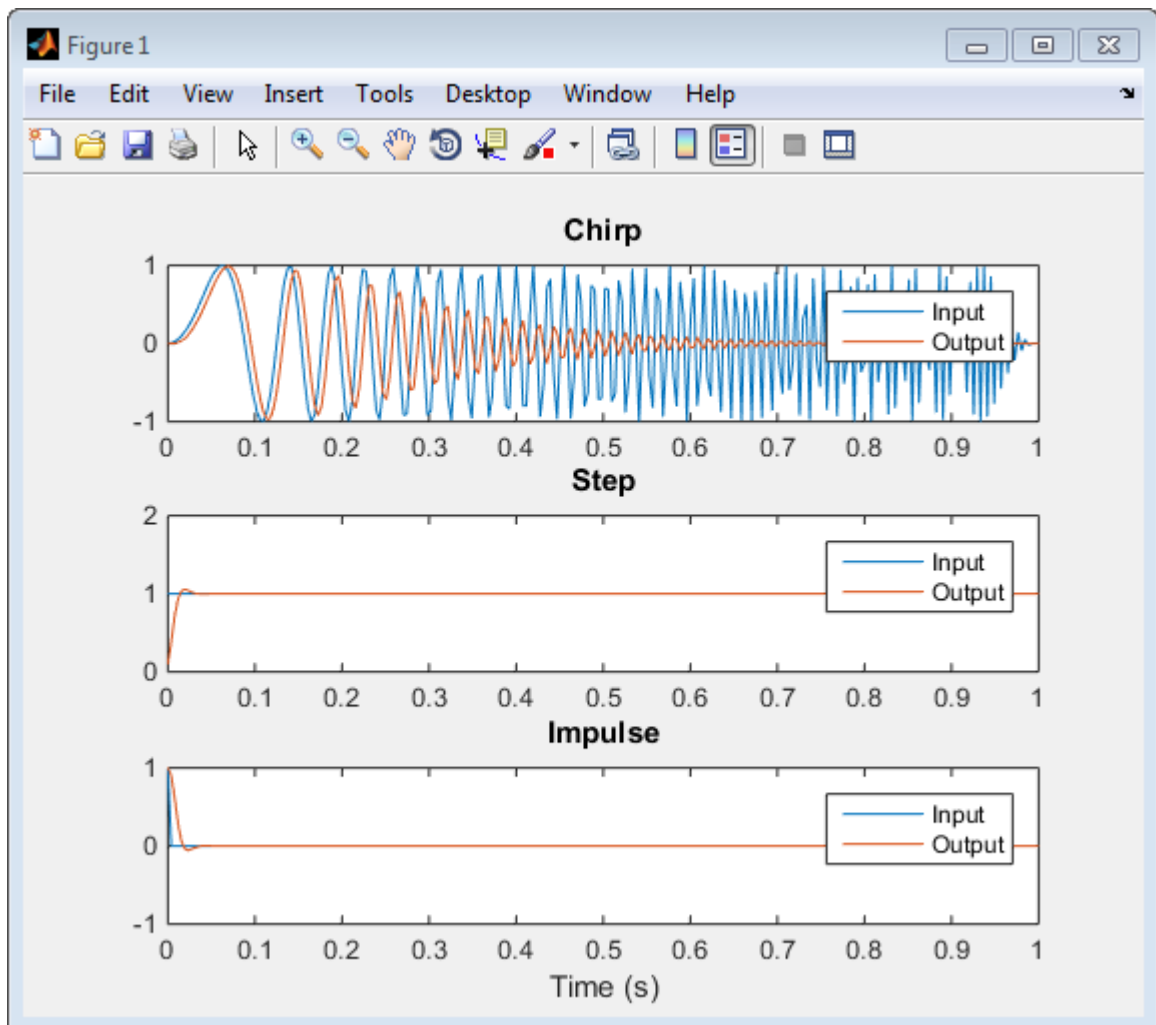 Figure 1
File Edit View Insert Tools Desktop Window Help
Chirp
1
0
-1
Input
Output
0 0.1 0.2 0.3 0.4 0.5 0.6 0.7 0.8 0.9 1
Step
2
1
0
Input
Output
0 0.1 0.2 0.3 0.4 0.5 0.6 0.7 0.8 0.9 1
Impulse
1
0
-1
Input
Output
0 0.1 0.2 0.3 0.4 0.5 0.6 0.7 0.8 0.9 1
Time (s)